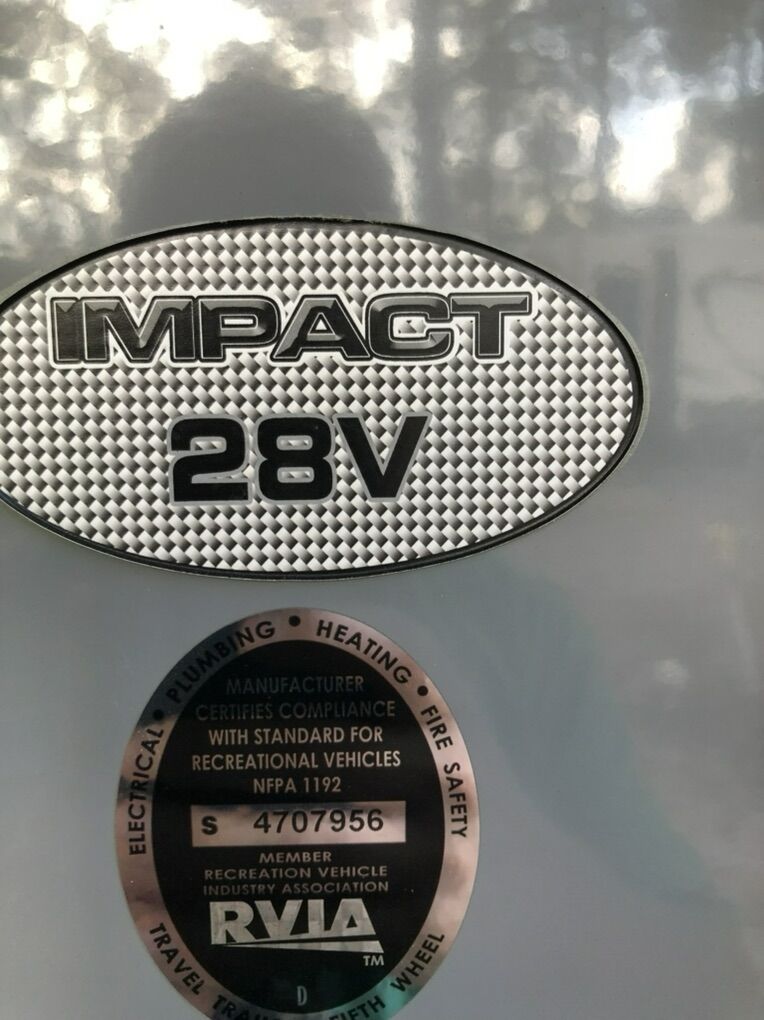 IMPACT
28V
ELECTRICAL • PLUMBING • HEATING • FIRE SAFETY
MANUFACTURER
CERTIFIES COMPLIANCE
WITH STANDARD FOR
RECREATIONAL VEHICLES
NFPA 1192
S 4707956
MEMBER
RECREATION VEHICLE
INDUSTRY ASSOCIATION
RVIA
TM
D
TRAVEL FIFTH WHEEL